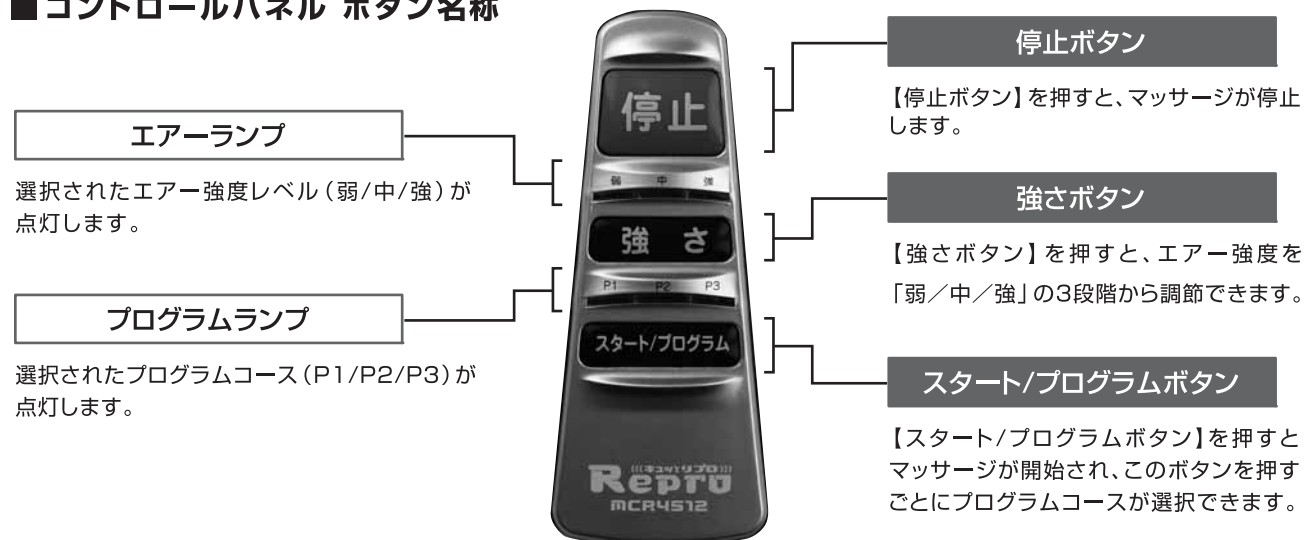 ■コントロールパネル ボタン名称
エアーランプ
選択されたエアー強度レベル(弱/中/強)が
点灯します。
プログラムランプ
選択されたプログラムコース(P1/P2/P3)が
点灯します。
停止
弱 中 強
強さ
P1 P2 P3
スタート/プログラム
キュッとリプロ
Repro
MCR4512
停止ボタン
【停止ボタン】を押すと、マッサージが停止
します。
強さボタン
【強さボタン】を押すと、エアー強度を
「弱/中/強」の3段階から調節できます。
スタート/プログラムボタン
【スタート/プログラムボタン】を押すと
マッサージが開始され、このボタンを押す
ごとにプログラムコースが選択できます。